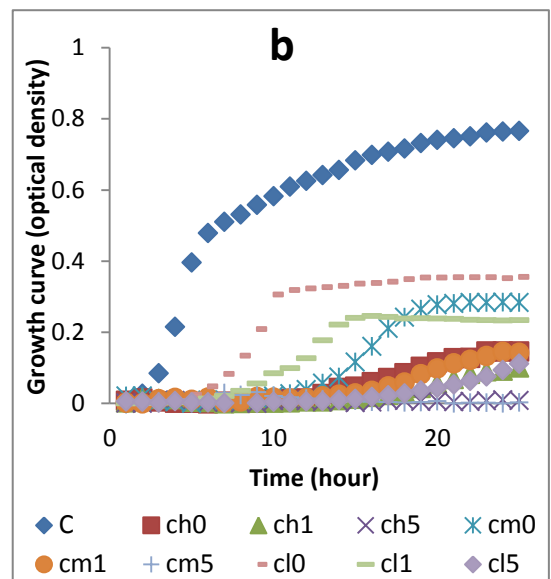 b
Growth curve (optical density)
1
0.8
0.6
0.4
0.2
0
0 10 20
Time (hour)
C ch0 ch1 ch5 cm0
cm1 cm5 cl0 cl1 cl5